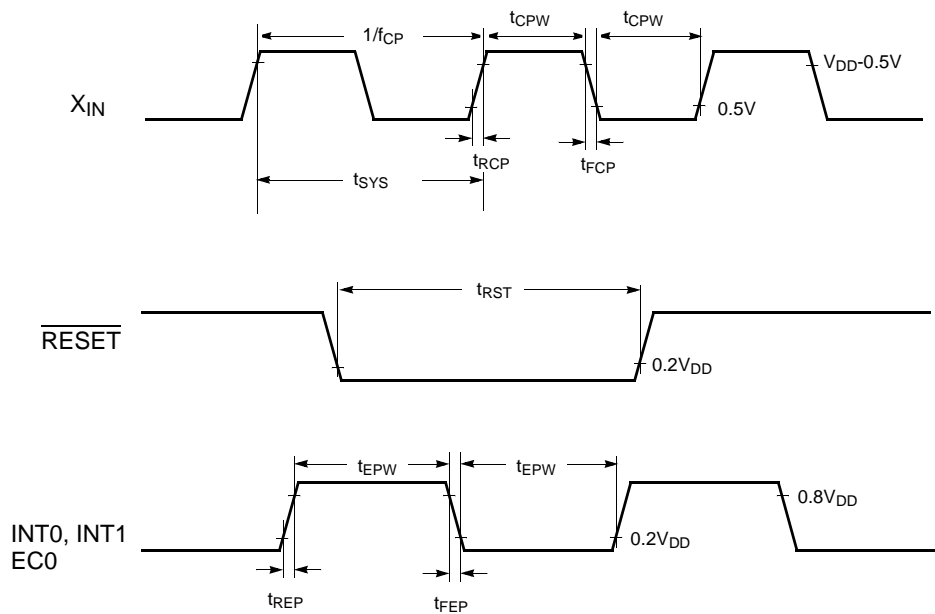 1/fCP
tCPW
tCPW
XIN
VDD-0.5V
0.5V
tRCP
tFCP
tSYS
tRST
RESET
0.2VDD
tEPW
tEPW
0.8VDD
INT0, INT1
EC0
0.2VDD
tREP
tFEP